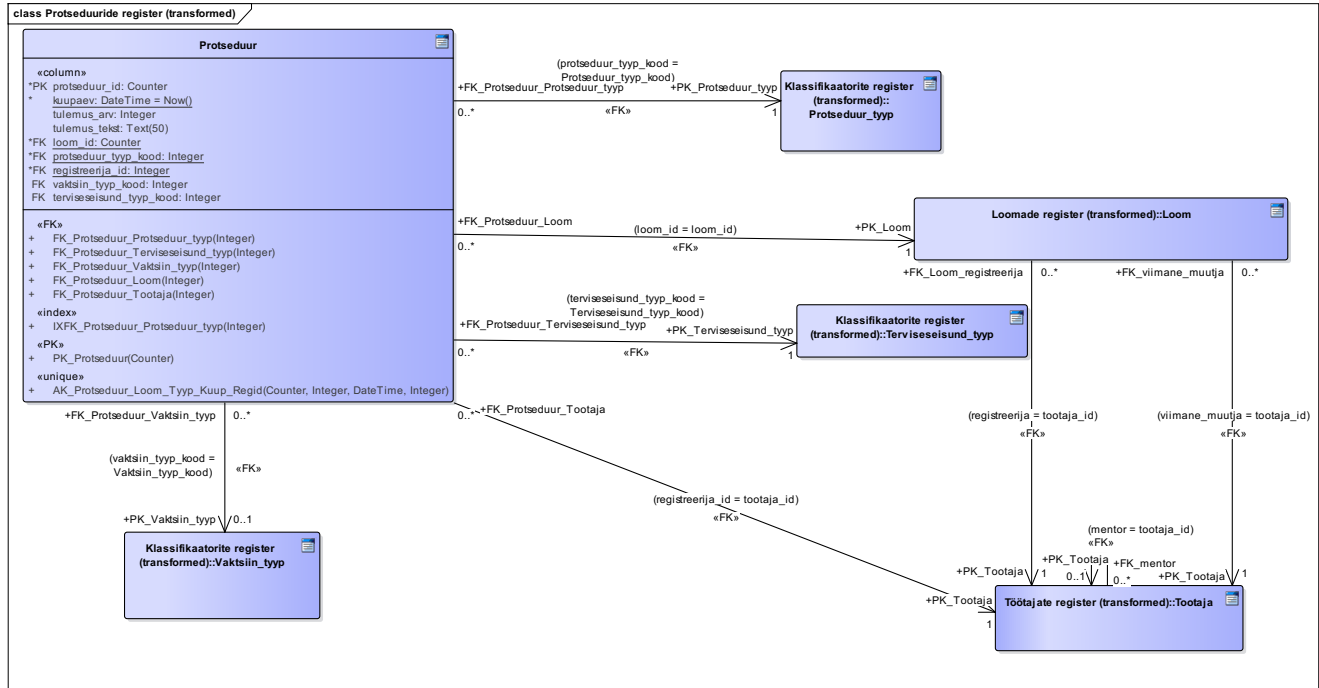 class Protseduuride register (transformed)
Protseduur
«column»
*PK protseduur_id: Counter
* kuupaev: DateTime = Now()
tulemus_arv: Integer
tulemus_tekst: Text(50)
*FK loom_id: Counter
*FK protseduur_tyyp_kood: Integer
*FK registreerija_id: Integer
FK vaktsiin_tyyp_kood: Integer
FK terviseseisund_tyyp_kood: Integer
«FK»
+ FK_Protseduur_Protseduur_tyyp(Integer)
+ FK_Protseduur_Terviseseisund_tyyp(Integer)
+ FK_Protseduur_Vaktsiin_tyyp(Integer)
+ FK_Protseduur_Loom(Integer)
+ FK_Protseduur_Tootaja(Integer)
«index»
+ IXFK_Protseduur_Protseduur_tyyp(Integer)
«PK»
+ PK_Protseduur(Counter)
«unique»
+ AK_Protseduur_Loom_Tyyp_Kuup_Regid(Counter, Integer, DateTime, Integer)
(protseduur_tyyp_kood =
Protseduur_tyyp_kood)
+FK_Protseduur_Protseduur_tyyp
+PK_Protseduur_tyyp
0..*
«FK»
1
Klassifikaatorite register
(transformed)::
Protseduur_tyyp
+FK_Protseduur_Loom
(loom_id = loom_id)
+PK_Loom
0..*
«FK»
1
Loomade register (transformed)::Loom
+FK_Loom_registreerija
0..*
+FK_viimane_muutja
0..*
(terviseseisund_tyyp_kood =
Terviseseisund_tyyp_kood)
+FK_Protseduur_Terviseseisund_tyyp
+PK_Terviseseisund_tyyp
0..*
«FK»
1
Klassifikaatorite register
(transformed)::Terviseseisund_tyyp
+FK_Protseduur_Vaktsiin_tyyp
0..*
0..*
+FK_Protseduur_Tootaja
(registreerija = tootaja_id)
«FK»
(viimane_muutja = tootaja_id)
«FK»
(vaktsiin_tyyp_kood =
Vaktsiin_tyyp_kood)
«FK»
(registreerija_id = tootaja_id)
«FK»
+PK_Vaktsiin_tyyp
0..1
Klassifikaatorite register
(transformed)::Vaktsiin_tyyp
(mentor = tootaja_id)
«FK»
+PK_Tootaja
0..1
+FK_mentor
0..*
+PK_Tootaja
1
+PK_Tootaja
1
+PK_Tootaja
1
Töötajate register (transformed)::Tootaja